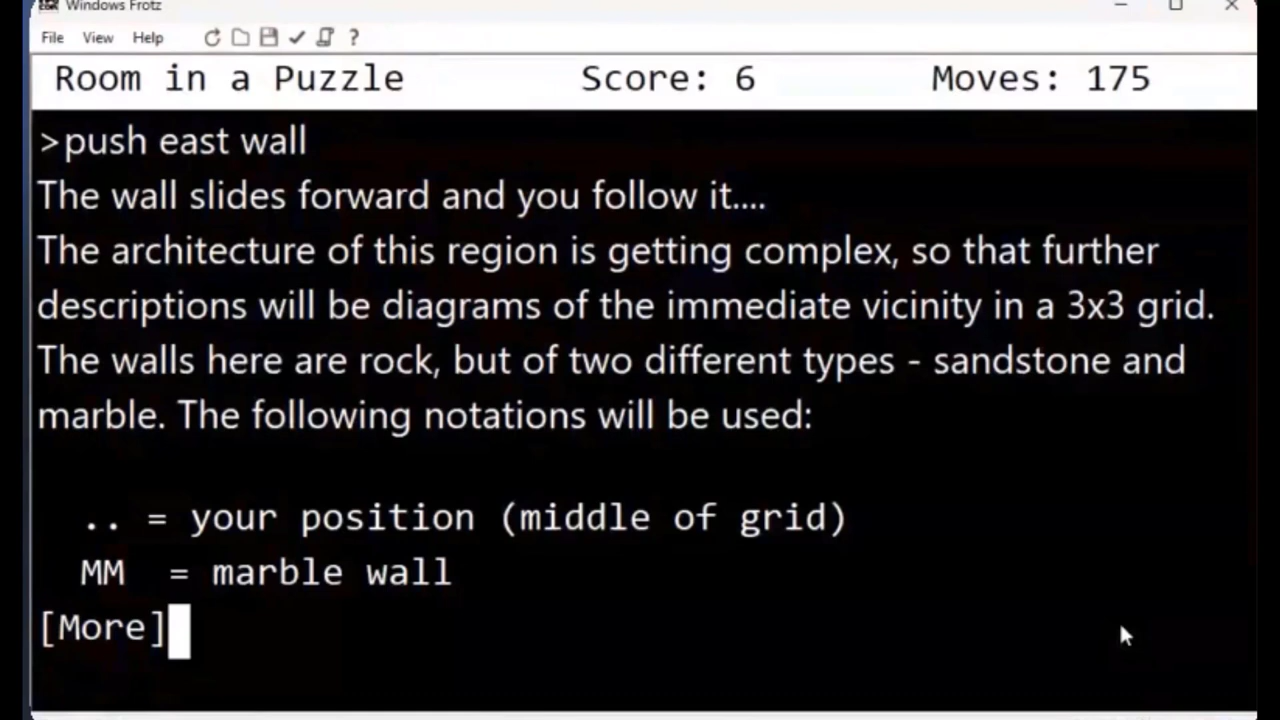 Windows Frotz
File View Help
Room in a Puzzle Score: 6 Moves: 175
>push east wall
The wall slides forward and you follow it....
The architecture of this region is getting complex, so that further
descriptions will be diagrams of the immediate vicinity in a 3x3 grid.
The walls here are rock, but of two different types - sandstone and
marble. The following notations will be used:
.. = your position (middle of grid)
MM = marble wall
[More]